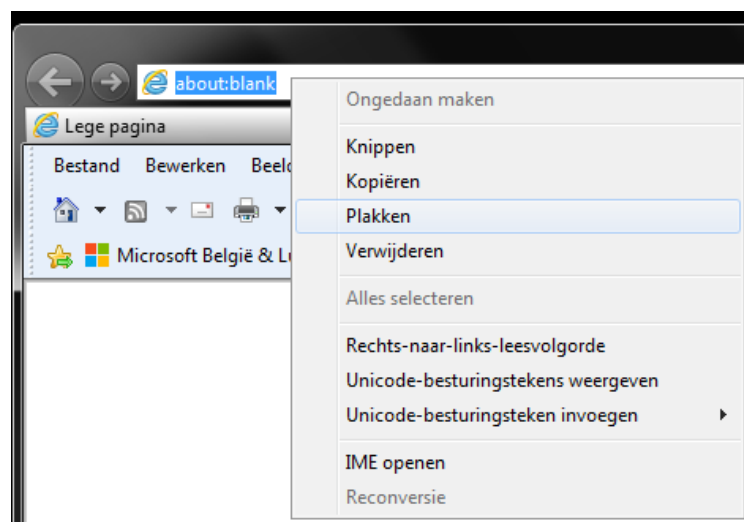 about:blank
Lege pagina
Bestand Bewerken
Microsoft België &
Ongedaan maken
Knippen
Kopiëren
Plakken
Verwijderen
Alles selecteren
Rechts-naar-links-leesvolgorde
Unicode-besturingstekens weergeven
Unicode-besturingsteken invoegen
IME openen
Reconversie